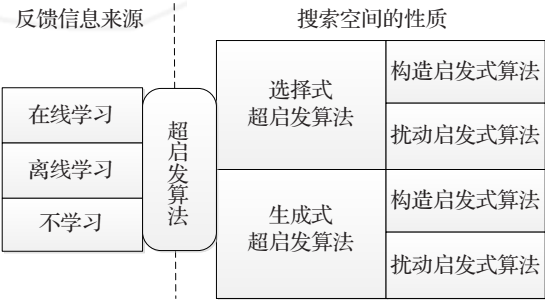 反馈信息来源
搜索空间的性质
在线学习
离线学习
不学习
超启发算法
选择式
超启发算法
构造启发式算法
扰动启发式算法
生成式
超启发算法
构造启发式算法
扰动启发式算法